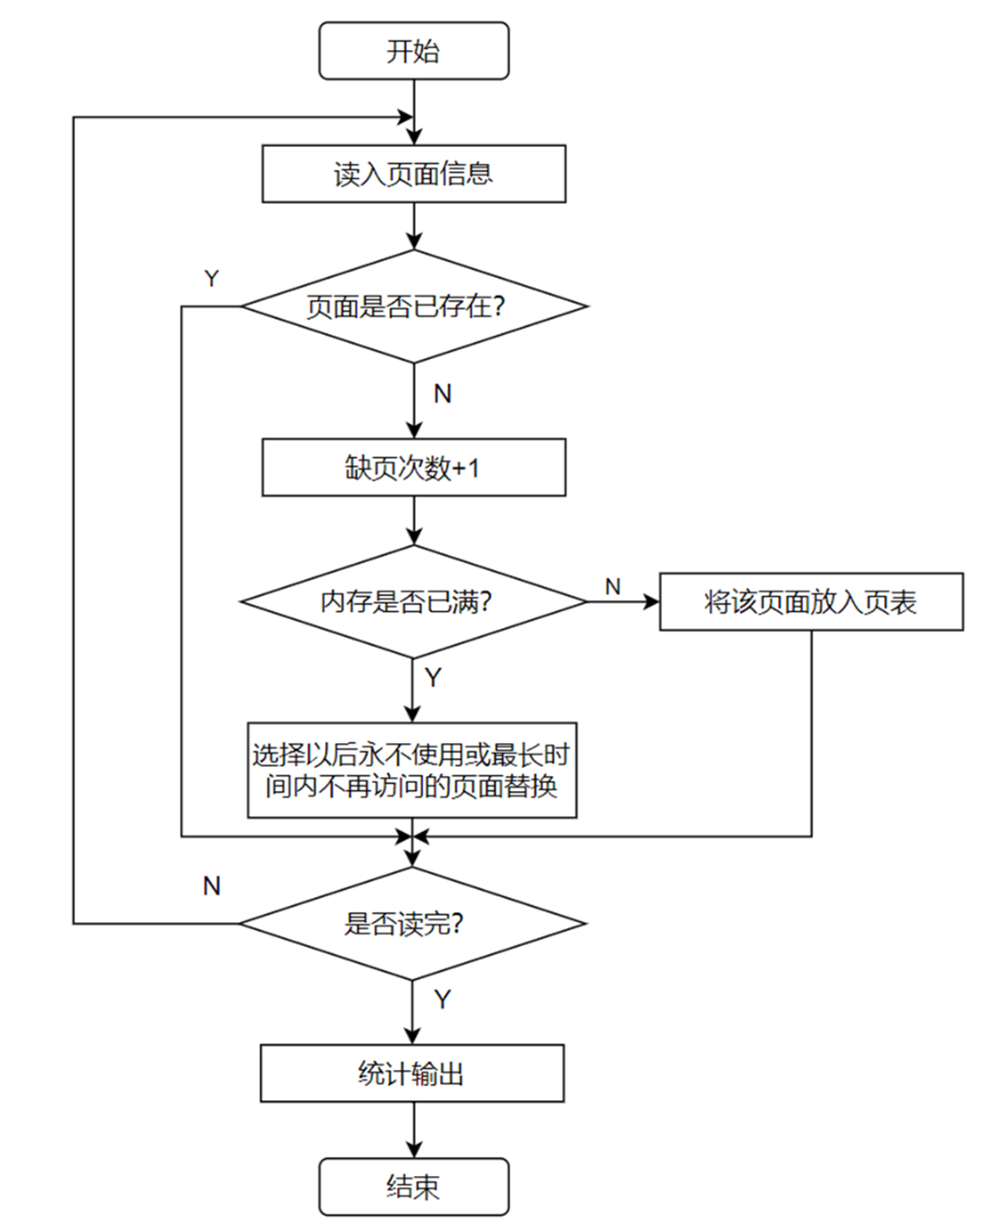 开始
读入页面信息
Y
页面是否已存在?
N
缺页次数+1
内存是否已满?
N
将该页面放入页表
Y
选择以后永不使用或最长时
间内不再访问的页面替换
N
是否读完?
Y
统计输出
结束